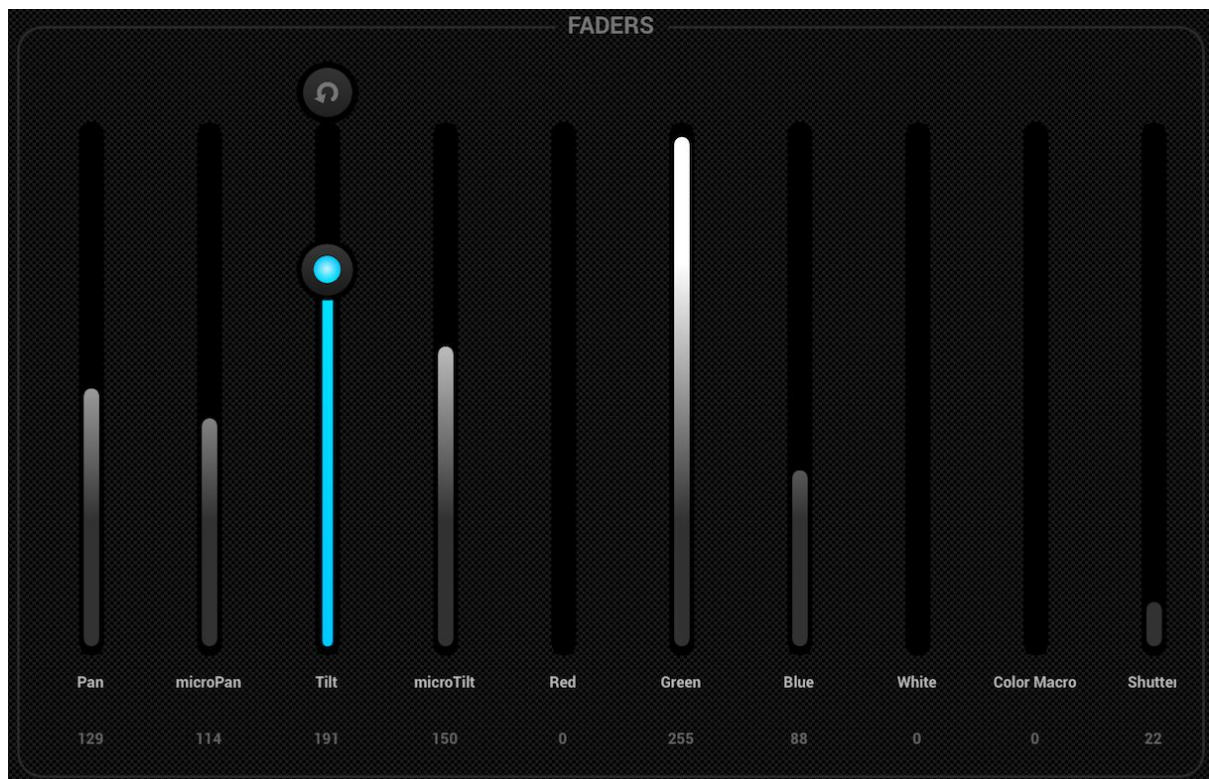 FADERS
Pan microPan Tilt microTilt Red Green Blue White Color Macro Shutter
129 114 191 150 0 255 88 0 0 22